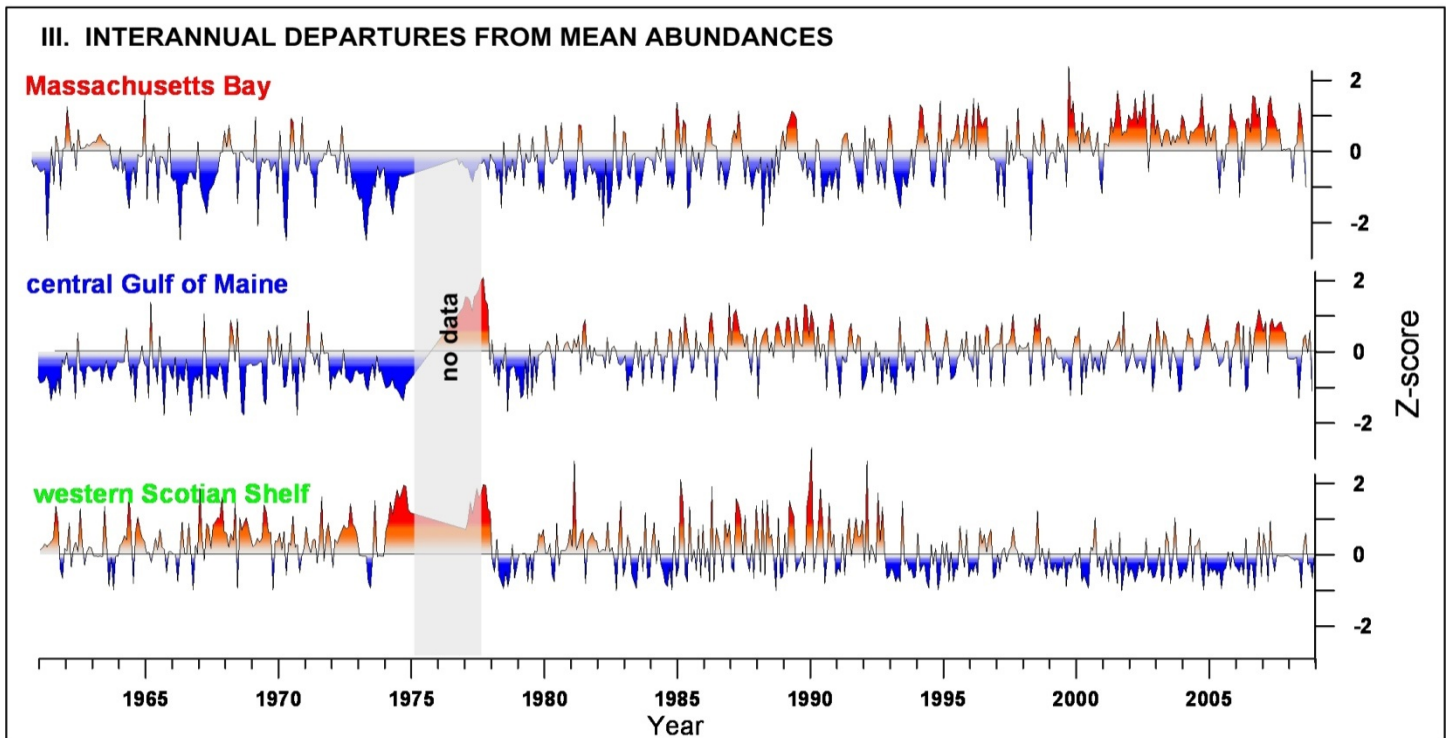 III. INTERANNUAL DEPARTURES FROM MEAN ABUNDANCES
Massachusetts Bay
2
0
-2
central Gulf of Maine
2
0
-2
no data
Z-score
western Scotian Shelf
2
0
-2
1965 1970 1975 1980 1985 1990 1995 2000 2005
Year